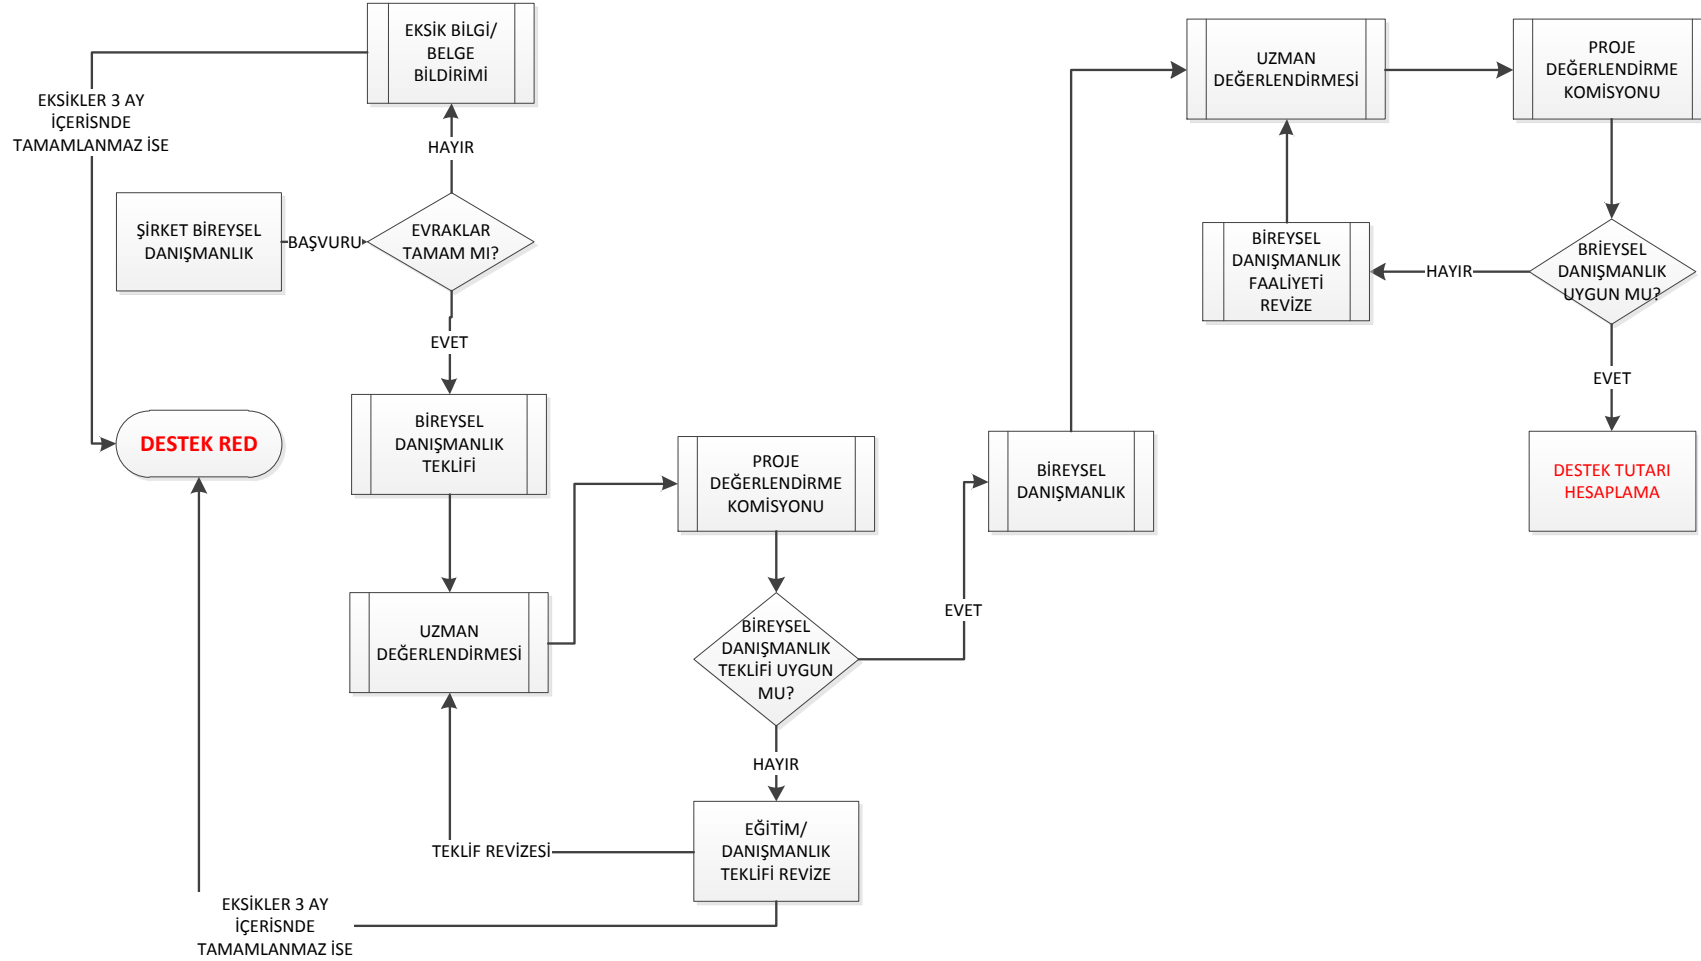 EKSİK BİLGİ/
BELGE
BİLDİRİMİ
EKSİKLER 3 AY
İÇERİSNDE
TAMAMLANMAZ İSE
HAYIR
ŞİRKET BİREYSEL
DANIŞMANLIK
BAŞVURU
EVRAKLAR
TAMAM MI?
EVET
BİREYSEL
DANIŞMANLIK
TEKLİFİ
DESTEK RED
UZMAN
DEĞERLENDİRMESİ
PROJE
DEĞERLENDİRME
KOMİSYONU
BİREYSEL
DANIŞMANLIK
TEKLİFİ UYGUN
MU?
HAYIR
EĞİTİM/
DANIŞMANLIK
TEKLİFİ REVİZE
TEKLİF REVİZESİ
EKSİKLER 3 AY
İÇERİSNDE
TAMAMLANMAZ İSE
EVET
BİREYSEL
DANIŞMANLIK
UZMAN
DEĞERLENDİRMESİ
PROJE
DEĞERLENDİRME
KOMİSYONU
BRİEYSEL
DANIŞMANLIK
UYGUN MU?
HAYIR
BİREYSEL
DANIŞMANLIK
FAALİYETİ
REVİZE
EVET
DESTEK TUTARI
HESAPLAMA